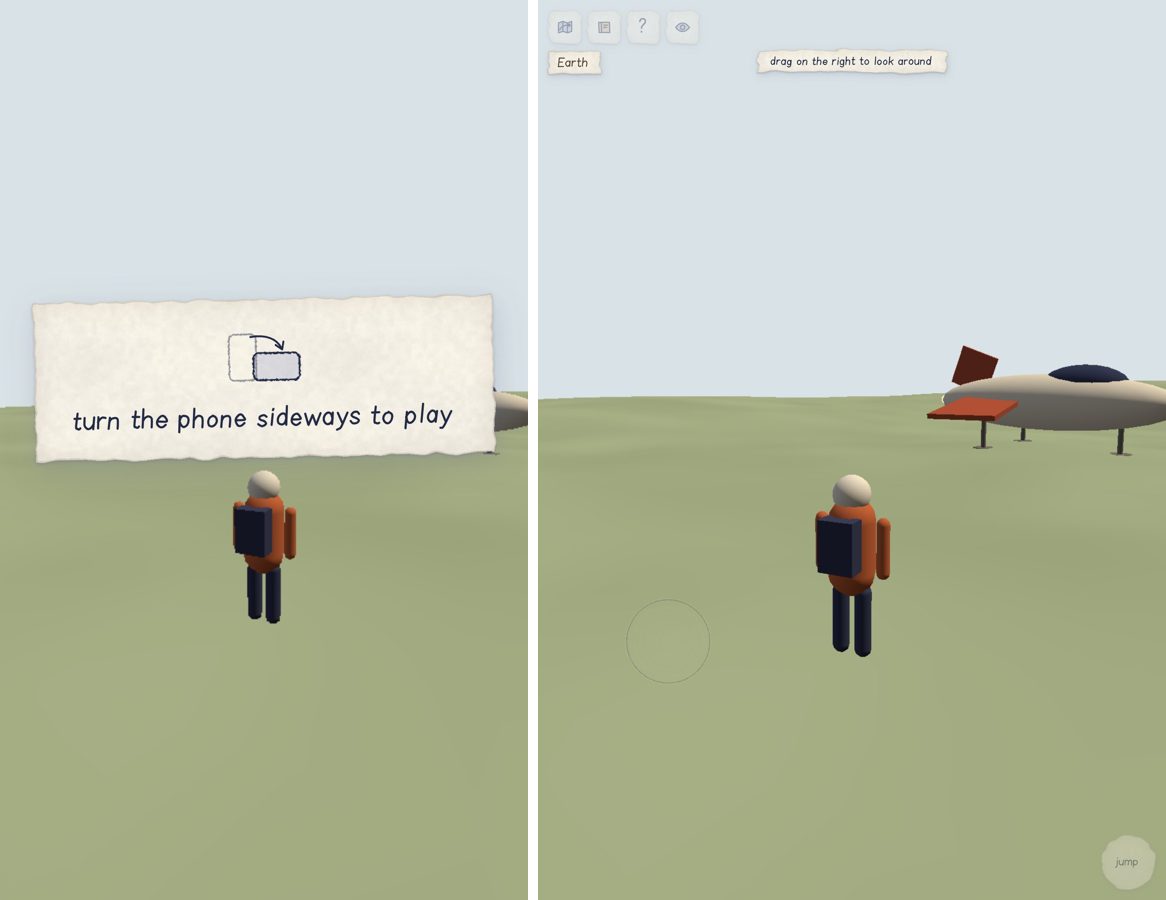 turn the phone sideways to play
?
Earth
drag on the right to look around
jump